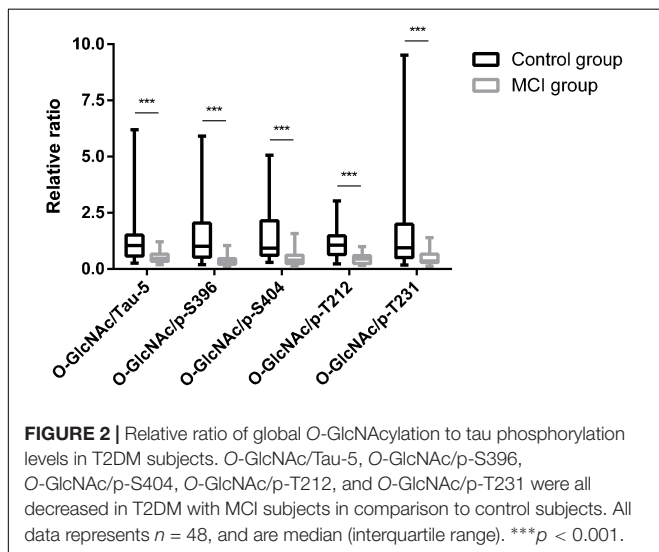 10.0
7.5
5.0
2.5
0.0
Relative ratio
***
***
***
***
***
Control group
MCI group
O-GlcNAc/Tau-5
O-GlcNAc/p-S396
O-GlcNAc/p-S404
O-GlcNAc/p-T212
O-GlcNAc/p-T231
FIGURE 2 | Relative ratio of global O-GlcNAcylation to tau phosphorylation
levels in T2DM subjects. O-GlcNAc/Tau-5, O-GlcNAc/p-S396,
O-GlcNAc/p-S404, O-GlcNAc/p-T212, and O-GlcNAc/p-T231 were all
decreased in T2DM with MCI subjects in comparison to control subjects. All
data represents n = 48, and are median (interquartile range). ***p < 0.001.